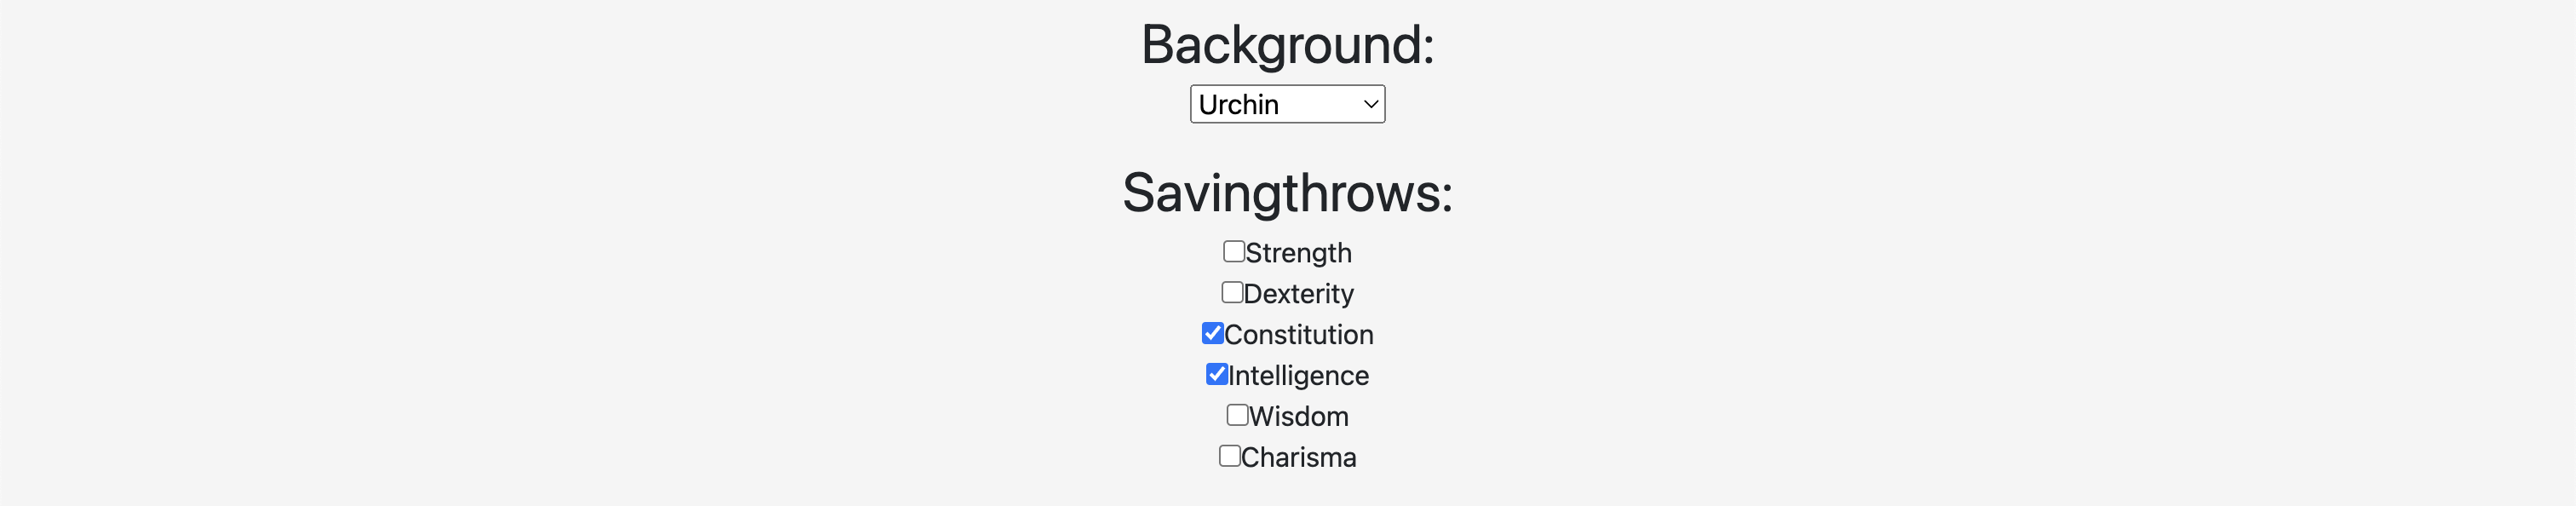 Background:
Urchin
Savingthrows:
Strength
Dexterity
Constitution
Intelligence
Wisdom
Charisma